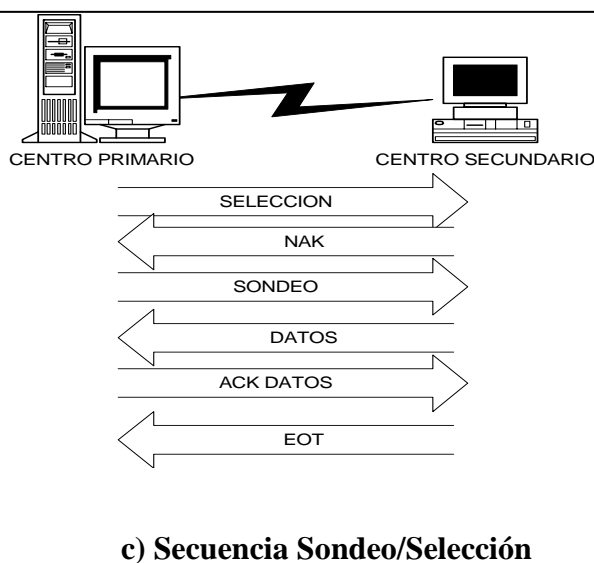 CENTRO PRIMARIO CENTRO SECUNDARIO
SELECCION
NAK
SONDEO
DATOS
ACK DATOS
EOT
c) Secuencia Sondeo/Selección